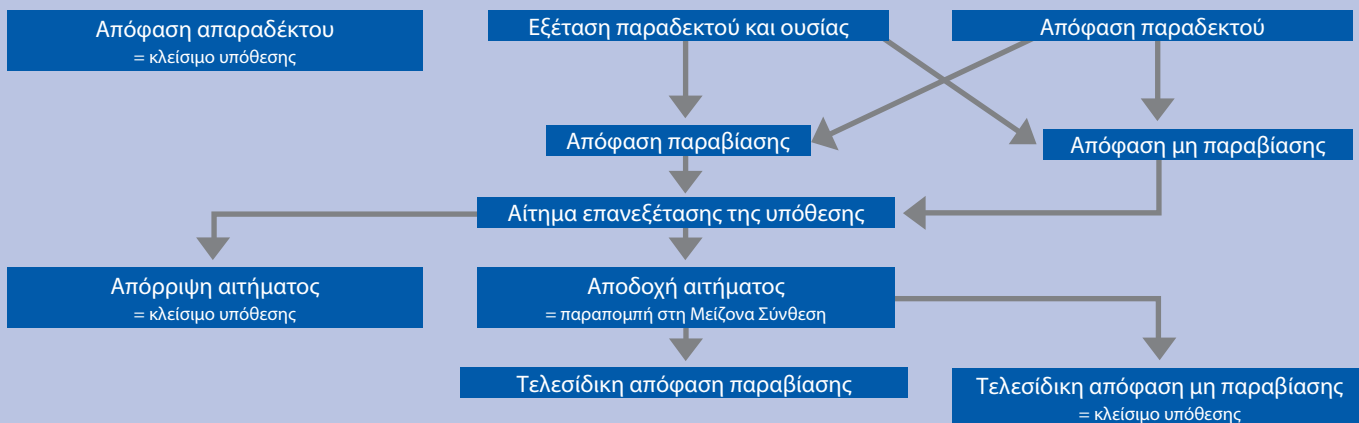 Απόφαση απαραδέκτου
= κλείσιμο υπόθεσης
Εξέταση παραδεκτού και ουσίας
Απόφαση παραδεκτού
Απόφαση παραβίασης
Απόφαση μη παραβίασης
Αίτημα επανεξέτασης της υπόθεσης
Απόρριψη αιτήματος
= κλείσιμο υπόθεσης
Αποδοχή αιτήματος
= παραπομπή στη Μείζονα Σύνθεση
Τελεσίδικη απόφαση παραβίασης
Τελεσίδικη απόφαση μη παραβίασης
= κλείσιμο υπόθεσης